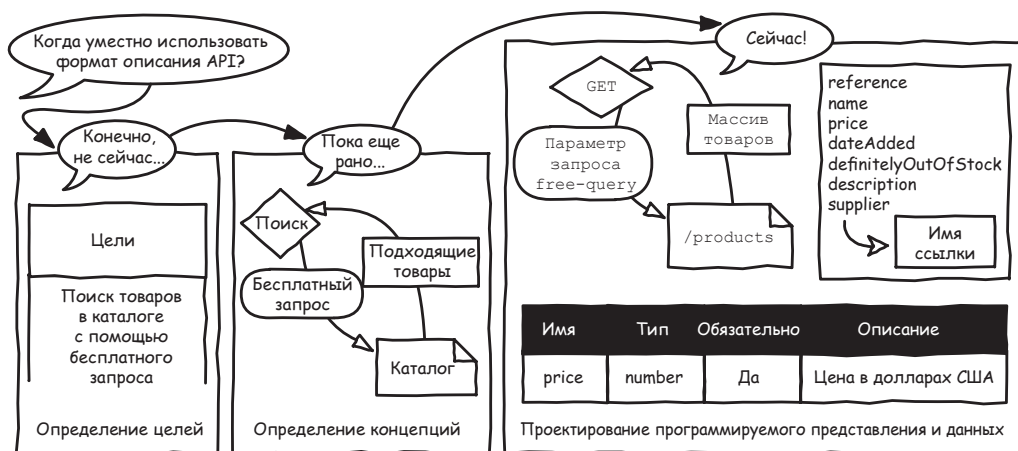 Когда уместно использовать
формат описания API?
Конечно,
не сейчас...
Пока еще
рано...
Сейчас!
Цели
Поиск товаров
в каталоге
с помощью
бесплатного
запроса
Определение целей
Поиск
Подходящие
товары
Бесплатный
запрос
Каталог
Определение концепций
GET
Массив
товаров
Параметр
запроса
free-query
/products
reference
name
price
dateAdded
definitelyOutOfStock
description
supplier
Имя
ссылки
Имя Тип Обязательно Описание
price number Да Цена в долларах США
Проектирование программируемого представления и данных